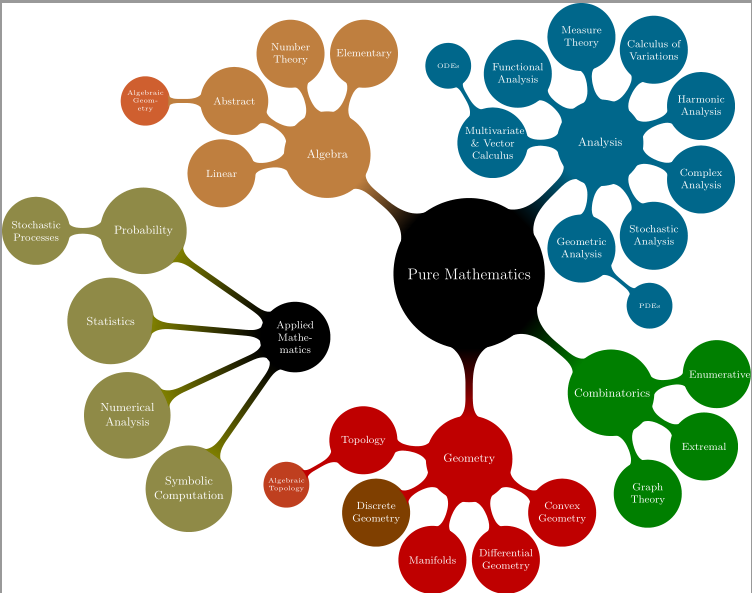 Measure
Theory
Calculus of
Variations
Number
Theory
Elementary
ODEs
Functional
Analysis
Algebraic
Geom-
etry
Abstract
Harmonic
Analysis
Algebra
Multivariate
& Vector
Calculus
Analysis
Linear
Complex
Analysis
Stochastic
Processes
Probability
Stochastic
Analysis
Geometric
Analysis
Pure Mathematics
PDEs
Statistics
Applied
Mathe-
matics
Enumerative
Combinatorics
Numerical
Analysis
Topology
Extremal
Geometry
Algebraic
Topology
Symbolic
Computation
Graph
Theory
Discrete
Geometry
Convex
Geometry
Manifolds
Differential
Geometry